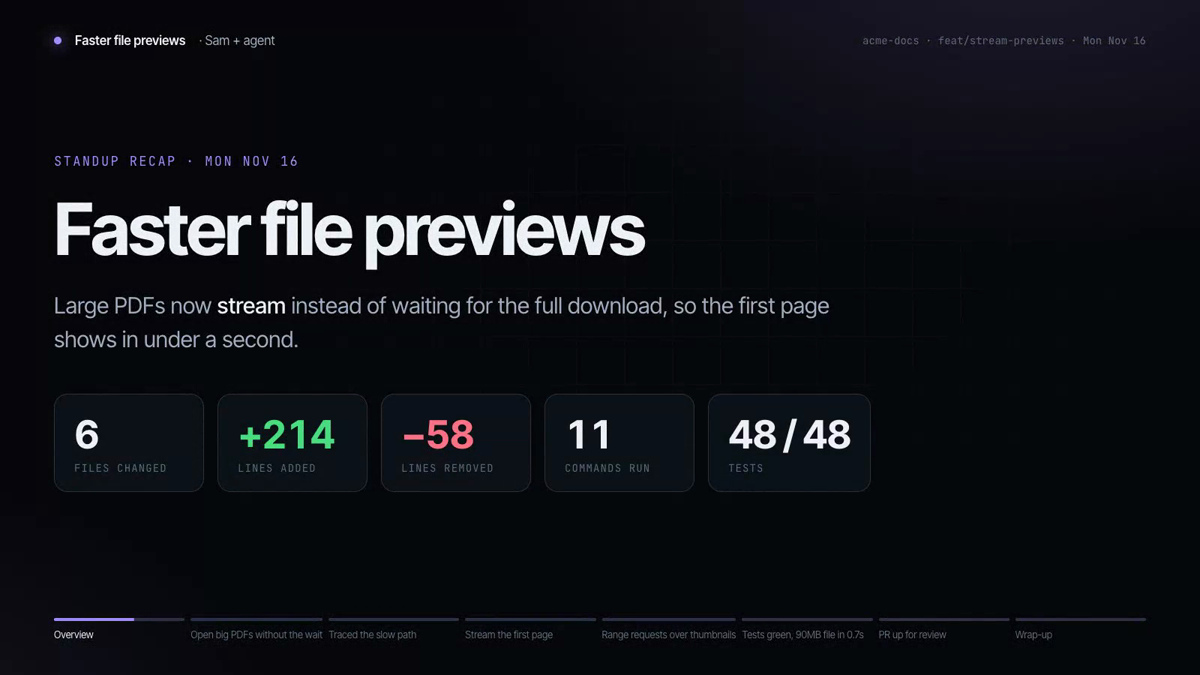 Faster file previews · Sam + agent
acme-docs · feat/stream-previews · Mon Nov 16
STANDUP RECAP · MON NOV 16
Faster file previews
Large PDFs now stream instead of waiting for the full download, so the first page
shows in under a second.
6
FILES CHANGED
+214
LINES ADDED
−58
LINES REMOVED
11
COMMANDS RUN
48/48
TESTS
Overview
Open big PDFs without the wait
Traced the slow path
Stream the first page
Range requests over thumbnails
Tests green, 90MB file in 0.7s
PR up for review
Wrap-up